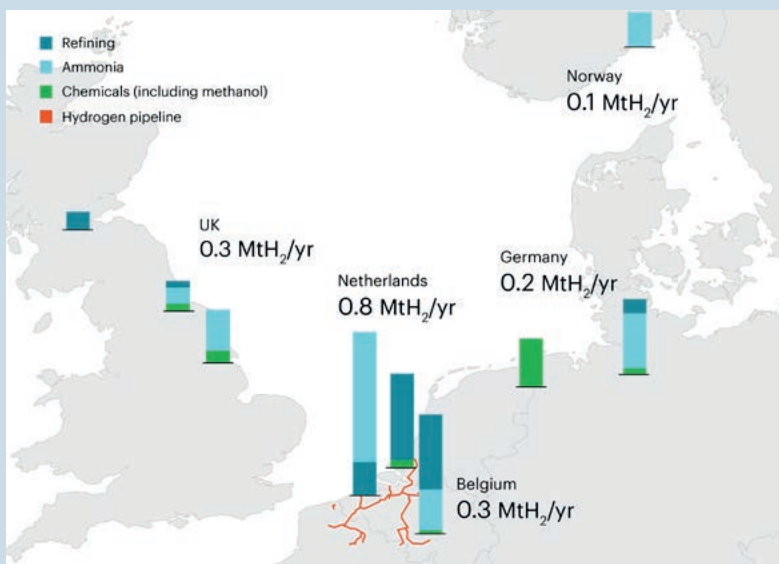 Refining
Ammonia
Chemicals (including methanol)
Hydrogen pipeline
Norway
0.1 MtH₂/yr
UK
0.3 MtH₂/yr
Germany
0.2 MtH₂/yr
Netherlands
0.8 MtH₂/yr
Belgium
0.3 MtH₂/yr